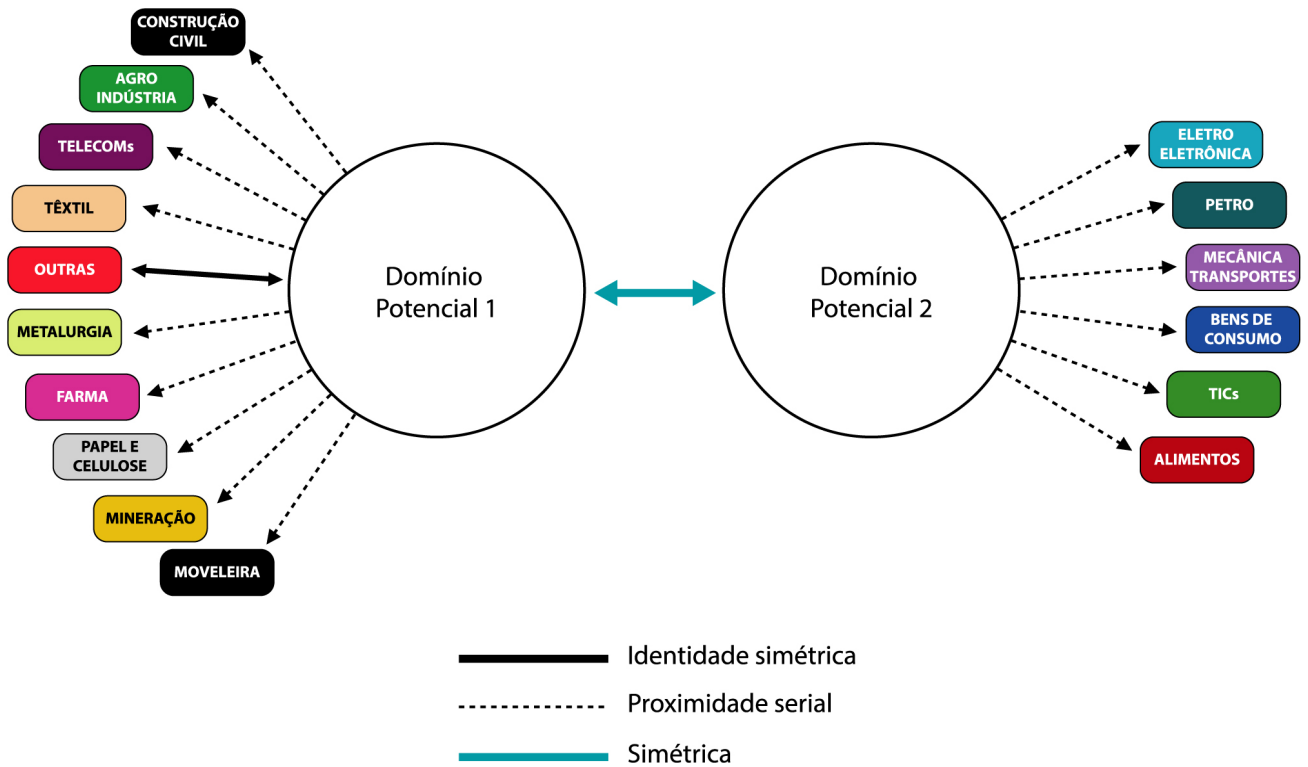 CONSTRUÇÃO
CIVIL
AGRO
INDÚSTRIA
TELECOMs
TÊXTIL
OUTRAS
METALURGIA
FARMA
PAPEL E
CELULOSE
MINERAÇÃO
MOVELEIRA
Domínio
Potencial 1
Domínio
Potencial 2
ELETRO
ELETRÔNICA
PETRO
MECÂNICA
TRANSPORTES
BENS DE
CONSUMO
TICs
ALIMENTOS
Identidade simétrica
Proximidade serial
Simétrica